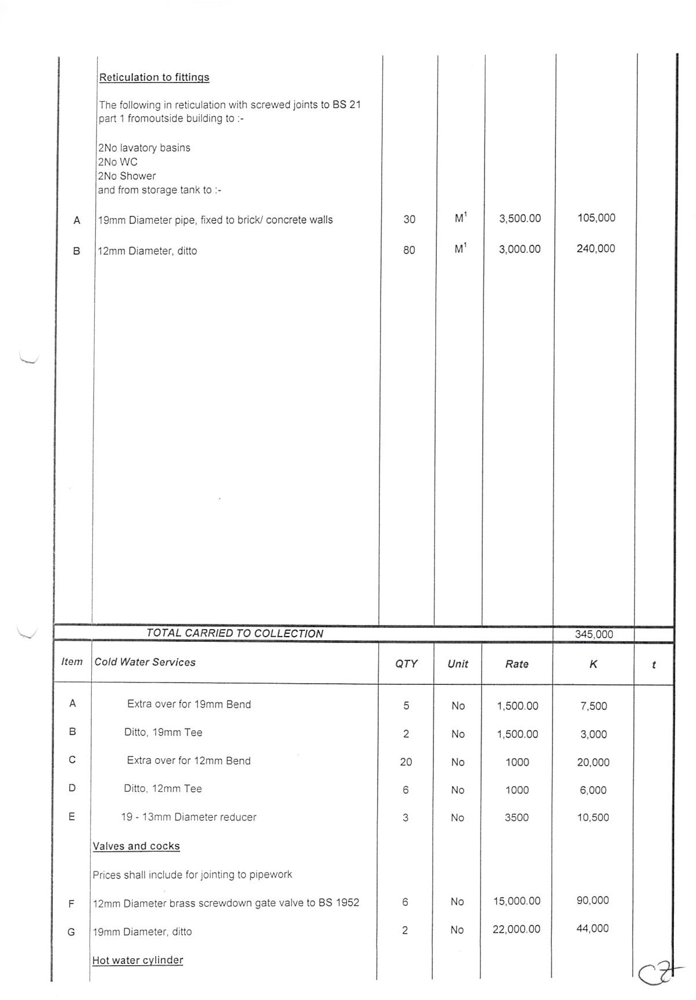 Reticulation to fittings
The following in reticulation with screwed joints to BS 21
part 1 fromoutside building to :-
2No lavatory basins
2No WC
2No Shower
and from storage tank to :-
A 19mm Diameter pipe, fixed to brick/ concrete walls 30 M¹ 3,500.00 105,000
B 12mm Diameter, ditto 80 M¹ 3,000.00 240,000
TOTAL CARRIED TO COLLECTION 345,000
Item Cold Water Services QTY Unit Rate K t
A Extra over for 19mm Bend 5 No 1,500.00 7,500
B Ditto, 19mm Tee 2 No 1,500.00 3,000
C Extra over for 12mm Bend 20 No 1000 20,000
D Ditto, 12mm Tee 6 No 1000 6,000
E 19 - 13mm Diameter reducer 3 No 3500 10,500
Valves and cocks
Prices shall include for jointing to pipework
F 12mm Diameter brass screwdown gate valve to BS 1952 6 No 15,000.00 90,000
G 19mm Diameter, ditto 2 No 22,000.00 44,000
Hot water cylinder